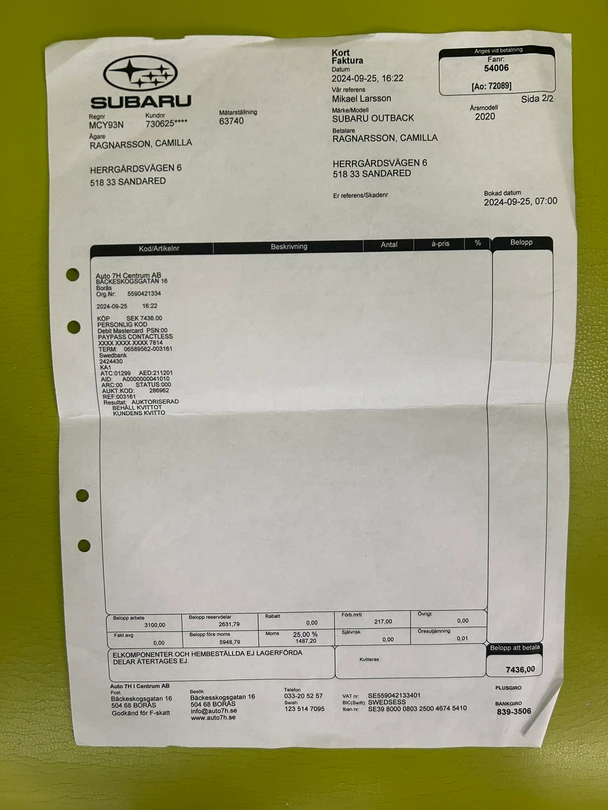 SUBARU
Kort
Faktura
Datum
2024-09-25, 16:22
Anges vid betalning
Fanr:
54006
[Ao: 72089]
Sida 2/2
Vår referens
Mikael Larsson
Regnr Kundnr Mätarställning
MCY93N 730625**** 63740
Märke/Modell Årsmodell
SUBARU OUTBACK 2020
Ägare
RAGNARSSON, CAMILLA
Betalare
RAGNARSSON, CAMILLA
HERRGÅRDSVÄGEN 6
518 33 SANDARED
HERRGÅRDSVÄGEN 6
518 33 SANDARED
Er referens/Skadenr
Bokad datum
2024-09-25, 07:00
Kod/Artikelnr Beskrivning Antal à-pris % Belopp
Auto 7H Centrum AB
BÄCKESKOGSGATAN 16
Borås
Org.Nr: 5590421334
2024-09-25 16:22
KÖP SEK 7436.00
PERSONLIG KOD
Debit Mastercard PSN:00
PAYPASS CONTACTLESS
XXXX XXXX XXXX 7814
TERM: 06589562-003161
Swedbank
2424430
KA1
ATC:01299 AED:211201
AID: A0000000041010
ARC:00 STATUS:000
AUKT.KOD: 286962
REF:003161
Resultat: AUKTORISERAD
BEHÅLL KVITTOT
KUNDENS KVITTO
Belopp arbete Belopp reservdelar Rabatt Förb.mtrl Övrigt
3100,00 2631,79 0,00 217,00 0,00
Fakt avg Belopp före moms Moms 25,00 % Självrisk Öresutjämning
0,00 5948,79 1487,20 0,00 0,01
ELKOMPONENTER OCH HEMBESTÄLLDA EJ LAGERFÖRDA
DELAR ÅTERTAGES EJ.
Kvitteras
Belopp att betala
7436,00
Auto 7H i Centrum AB
Post.
Bäckeskogsgatan 16
504 68 BORÅS
Godkänd för F-skatt
Besök.
Bäckesskogsgatan 16
504 68 BORÅS
info@auto7h.se
www.auto7h.se
Telefon
033-20 52 57
Swish
123 514 7095
VAT nr: SE559042133401
BIC(Swift) SWEDSESS
Iban nr: SE39 8000 0803 2500 4674 5410
PLUSGIRO
BANKGIRO
839-3506